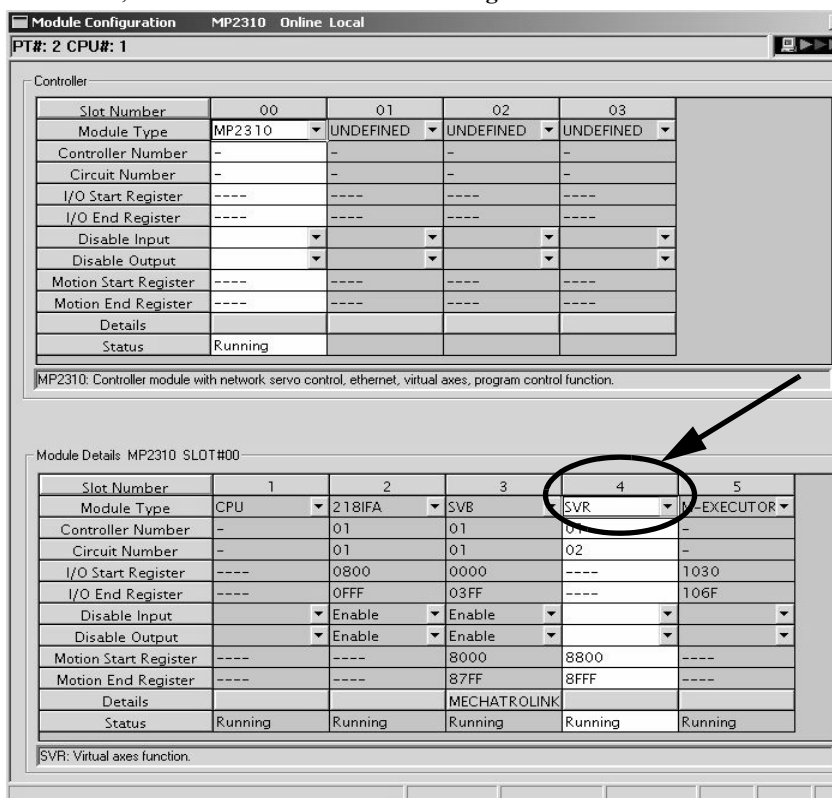 Module Configuration MP2310 Online Local
PT#: 2 CPU#: 1
Controller
Slot Number 00 01 02 03
Module Type MP2310 UNDEFINED UNDEFINED UNDEFINED
Controller Number - - - -
Circuit Number - - - -
I/O Start Register ---- ---- ---- ----
I/O End Register ---- ---- ---- ----
Disable Input
Disable Output
Motion Start Register ---- ---- ---- ----
Motion End Register ---- ---- ---- ----
Details
Status Running
MP2310: Controller module with network servo control, ethernet, virtual axes, program control function.
Module Details MP2310 SLOT#00
Slot Number 1 2 3 4 5
Module Type CPU 218IFA SVB SVR M-EXECUTOR
Controller Number - 01 01 01 -
Circuit Number - 01 01 02 -
I/O Start Register ---- 0800 0000 ---- 1030
I/O End Register ---- 0FFF 03FF ---- 106F
Disable Input Enable Enable
Disable Output Enable Enable
Motion Start Register ---- ---- 8000 8800 ----
Motion End Register ---- ---- 87FF 8FFF ----
Details MECHATROLINK
Status Running Running Running Running Running
SVR: Virtual axes function.